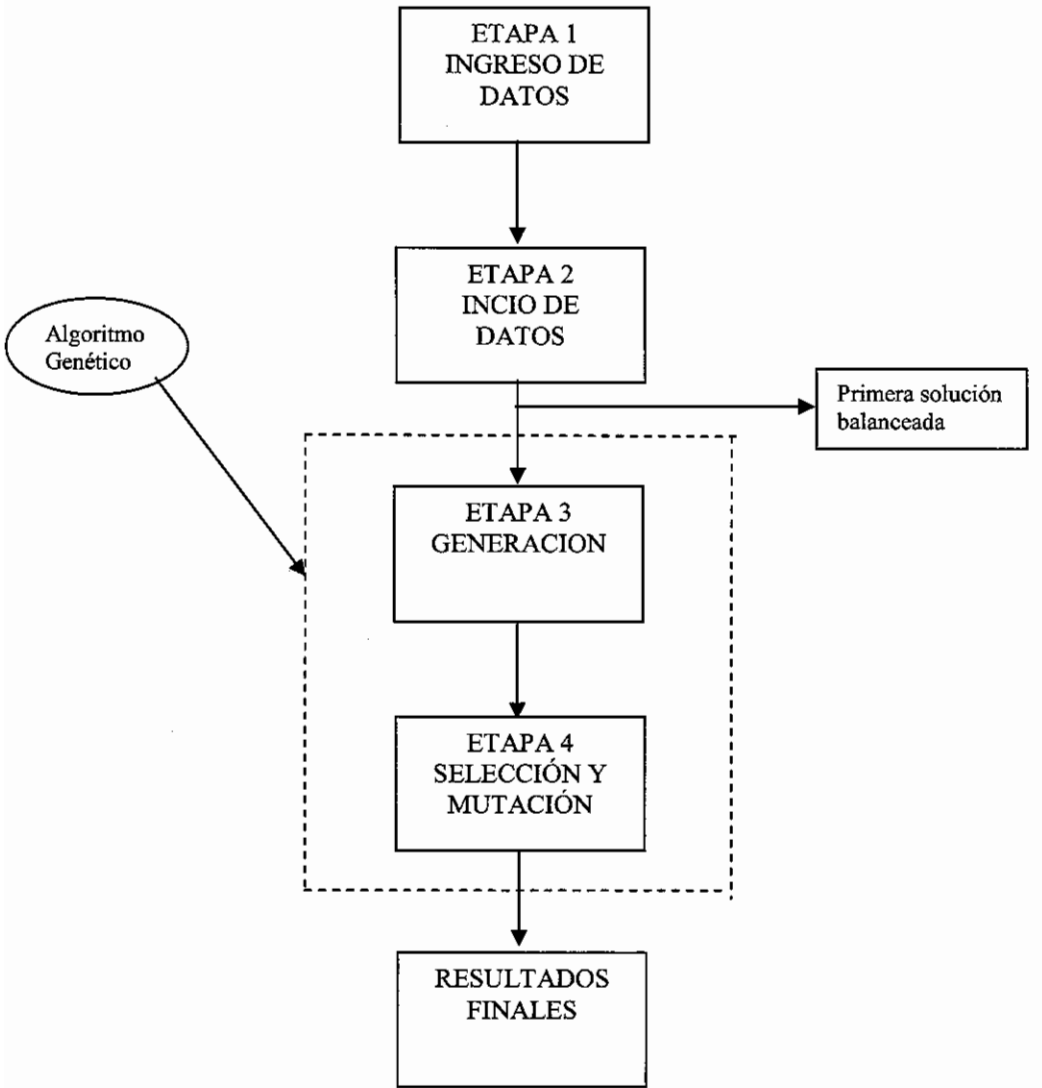 ETAPA 1
INGRESO DE
DATOS
ETAPA 2
INCIO DE
DATOS
Algoritmo
Genético
Primera solución
balanceada
ETAPA 3
GENERACION
ETAPA 4
SELECCIÓN Y
MUTACIÓN
RESULTADOS
FINALES